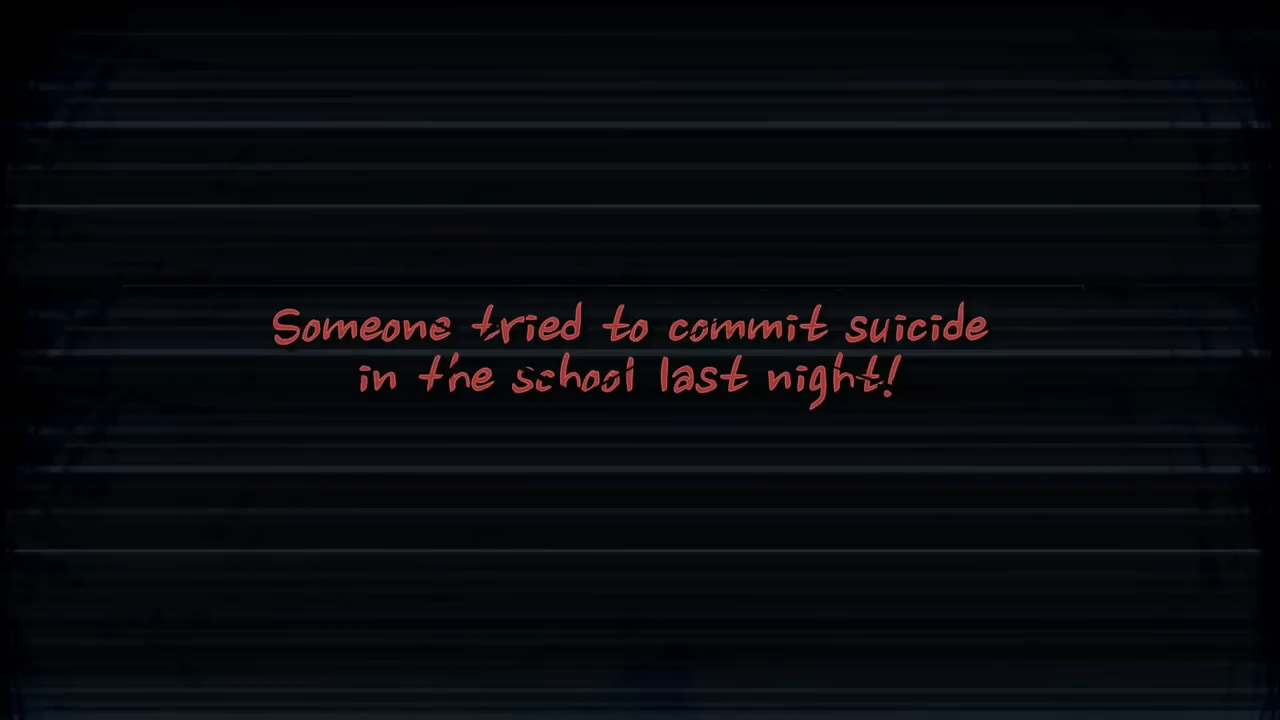 Someone tried to commit suicide
in the school last night!